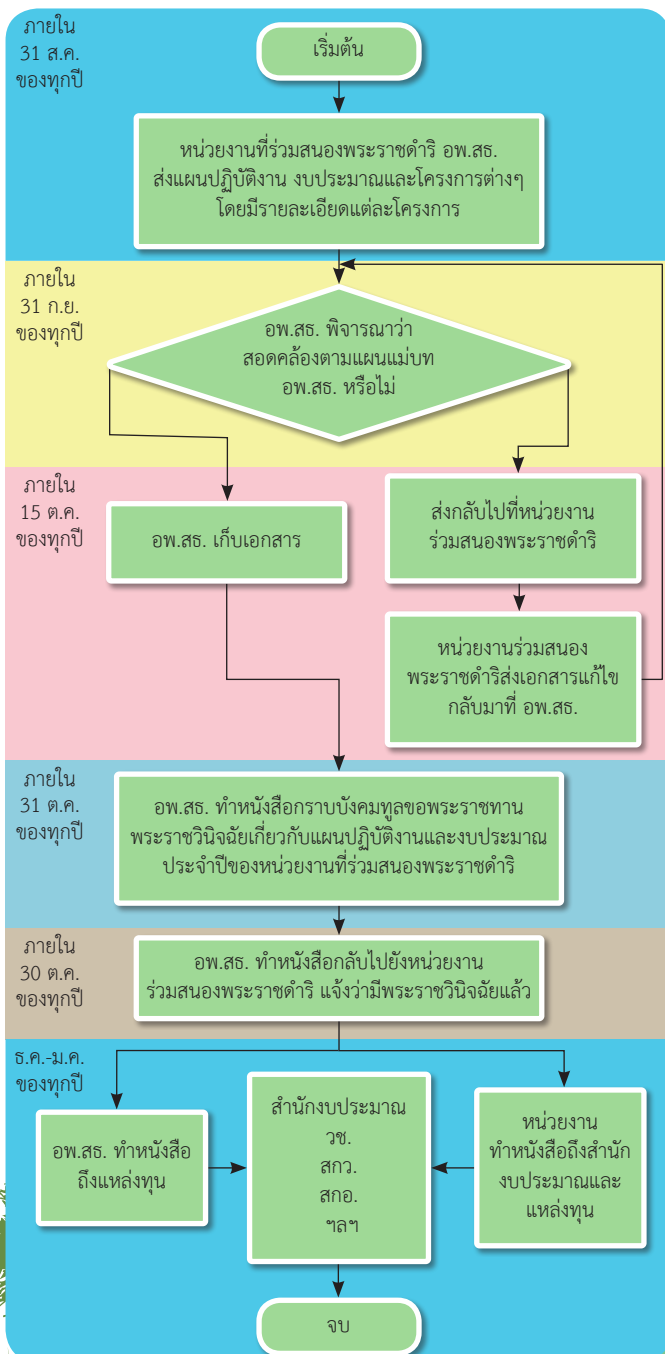 ภายใน
31 ส.ค.
ของทุกปี
เริ่มต้น
หน่วยงานที่ร่วมสนองพระราชดำริ อพ.สธ.
ส่งแผนปฏิบัติงาน งบประมาณและโครงการต่างๆ
โดยมีรายละเอียดแต่ละโครงการ
ภายใน
31 ก.ย.
ของทุกปี
อพ.สธ. พิจารณาว่า
สอดคล้องตามแผนแม่บท
อพ.สธ. หรือไม่
ภายใน
15 ต.ค.
ของทุกปี
อพ.สธ. เก็บเอกสาร
ส่งกลับไปที่หน่วยงาน
ร่วมสนองพระราชดำริ
หน่วยงานร่วมสนอง
พระราชดำริส่งเอกสารแก้ไข
กลับมาที่ อพ.สธ.
ภายใน
31 ต.ค.
ของทุกปี
อพ.สธ. ทำหนังสือกราบบังคมทูลขอพระราชทาน
พระราชวินิจฉัยเกี่ยวกับแผนปฏิบัติงานและงบประมาณ
ประจำปีของหน่วยงานที่ร่วมสนองพระราชดำริ
ภายใน
30 ต.ค.
ของทุกปี
อพ.สธ. ทำหนังสือกลับไปยังหน่วยงาน
ร่วมสนองพระราชดำริ แจ้งว่ามีพระราชวินิจฉัยแล้ว
ธ.ค.-ม.ค.
ของทุกปี
อพ.สธ. ทำหนังสือ
ถึงแหล่งทุน
สำนักงบประมาณ
วช.
สกว.
สกอ.
ฯลฯ
หน่วยงาน
ทำหนังสือถึงสำนัก
งบประมาณและ
แหล่งทุน
จบ